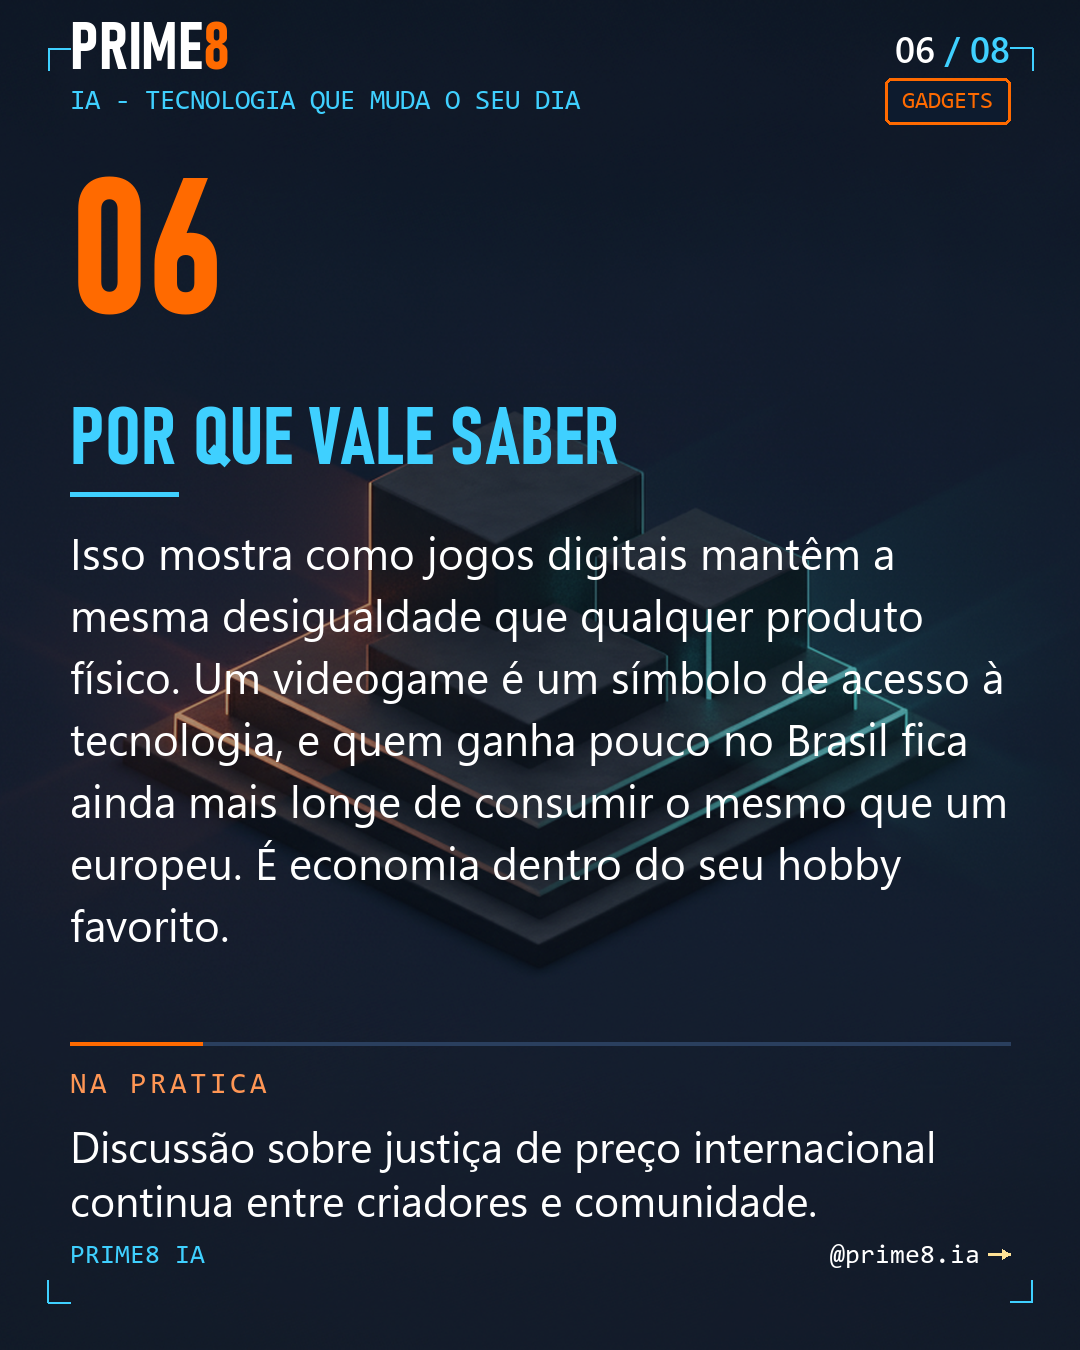 PRIME8
06 / 08
IA - TECNOLOGIA QUE MUDA O SEU DIA
GADGETS
06
POR QUE VALE SABER
Isso mostra como jogos digitais mantêm a
mesma desigualdade que qualquer produto
físico. Um videogame é um símbolo de acesso à
tecnologia, e quem ganha pouco no Brasil fica
ainda mais longe de consumir o mesmo que um
europeu. É economia dentro do seu hobby
favorito.
NA PRATICA
Discussão sobre justiça de preço internacional
continua entre criadores e comunidade.
PRIME8 IA
@prime8.ia